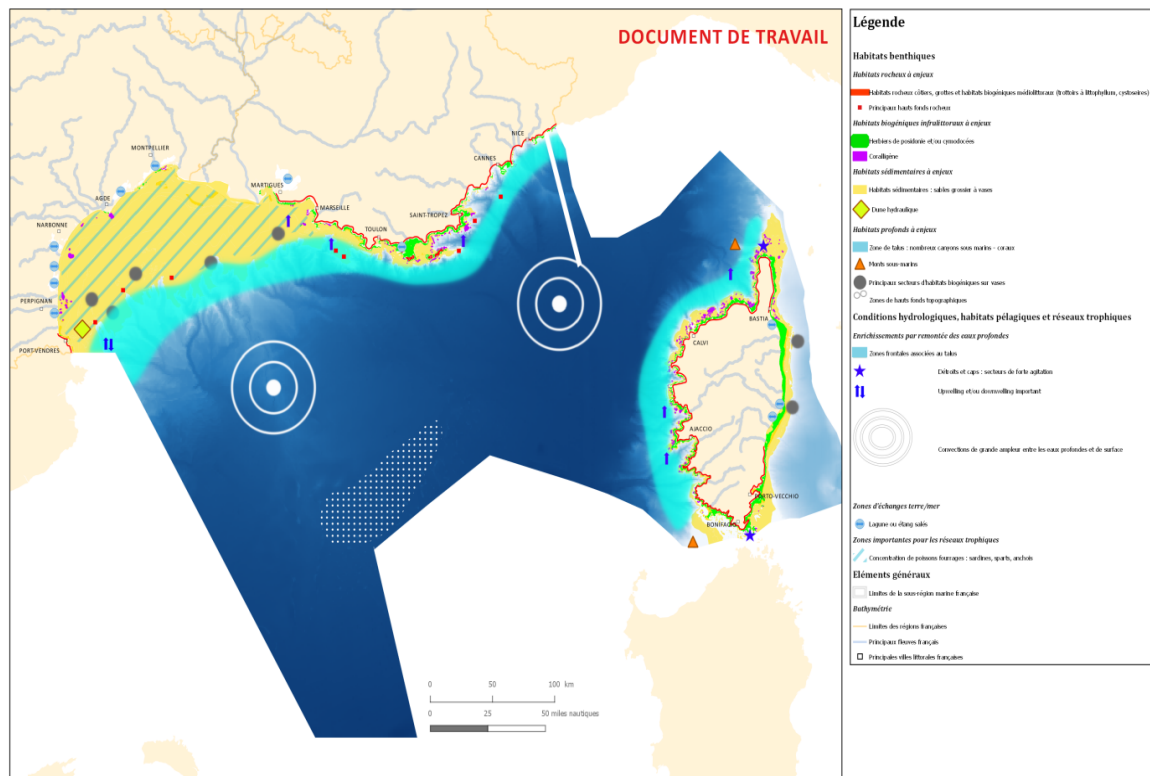 DOCUMENT DE TRAVAIL
NICE
CANNES
MONTPELLIER
MARTIGUES
AGDE
MARSEILLE
SAINT-TROPEZ
NARBONNE
TOULON
PERPIGNAN
PORT-VENDRES
BASTIA
CALVI
AJACCIO
PORTO-VECCHIO
BONIFACIO
0 50 100 km
0 25 50 miles nautiques
Légende
Habitats benthiques
Habitats rocheux à enjeux
Habitats rocheux côtiers, grottes et habitats biogéniques médiolittoraux (trottoirs à littophyllum, cystoseires)
Principaux hauts fonds rocheux
Habitats biogéniques infralittoraux à enjeux
Herbiers de posidonie et/ou cymodocées
Coralligène
Habitats sédimentaires à enjeux
Habitats sédimentaires : sables grossier à vases
Dune hydraulique
Habitats profonds à enjeux
Zone de talus : nombreux canyons sous marins - coraux
Monts sous-marins
Principaux secteurs d'habitats biogéniques sur vases
Zones de hauts fonds topographiques
Conditions hydrologiques, habitats pélagiques et réseaux trophiques
Enrichissements par remontée des eaux profondes
Zones frontales associées au talus
Détroits et caps : secteurs de forte agitation
Upwelling et/ou downwelling important
Convections de grande ampleur entre les eaux profondes et de surface
Zones d'échanges terre/mer
Lagune ou étang salés
Zones importantes pour les réseaux trophiques
Concentration de poissons fourrages : sardines, sprats, anchois
Eléments généraux
Limites de la sous-région marine française
Bathymétrie
Limites des régions françaises
Principaux fleuves français
Principales villes littorales françaises